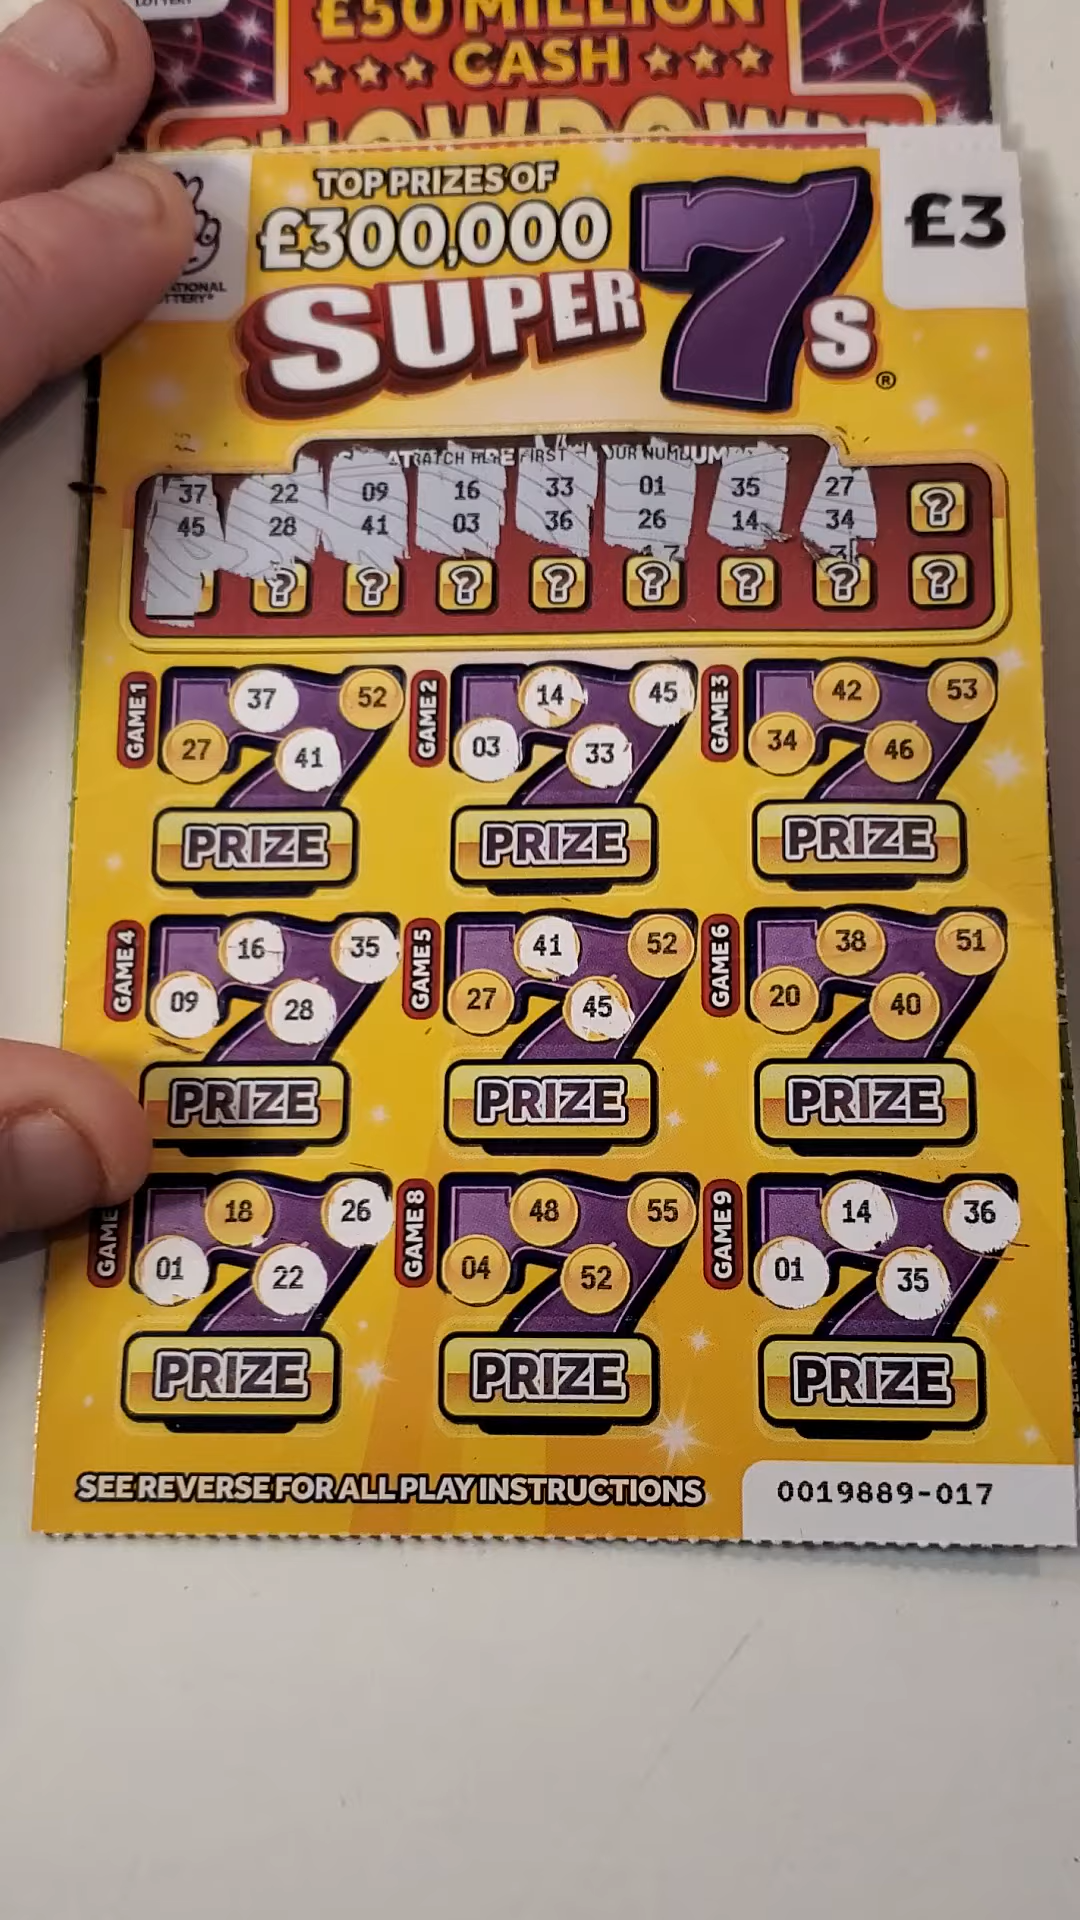 LOTTERY
£50 MILLION
CASH
SHOWDOWN
TOP PRIZES OF
£300,000
SUPER 7s®
£3
37 22 09 16 33 01 35 27 ?
45 28 41 03 36 26 14 34
? ? ? ? ? ? ? ?
GAME 1
37 52
27 41
PRIZE
GAME 2
14 45
03 33
PRIZE
GAME 3
42 53
34 46
PRIZE
GAME 4
16 35
09 28
PRIZE
GAME 5
41 52
27 45
PRIZE
GAME 6
38 51
20 40
PRIZE
GAME
18 26
01 22
PRIZE
GAME 8
48 55
04 52
PRIZE
GAME 9
14 36
01 35
PRIZE
SEE REVERSE FOR ALL PLAY INSTRUCTIONS
0019889-017